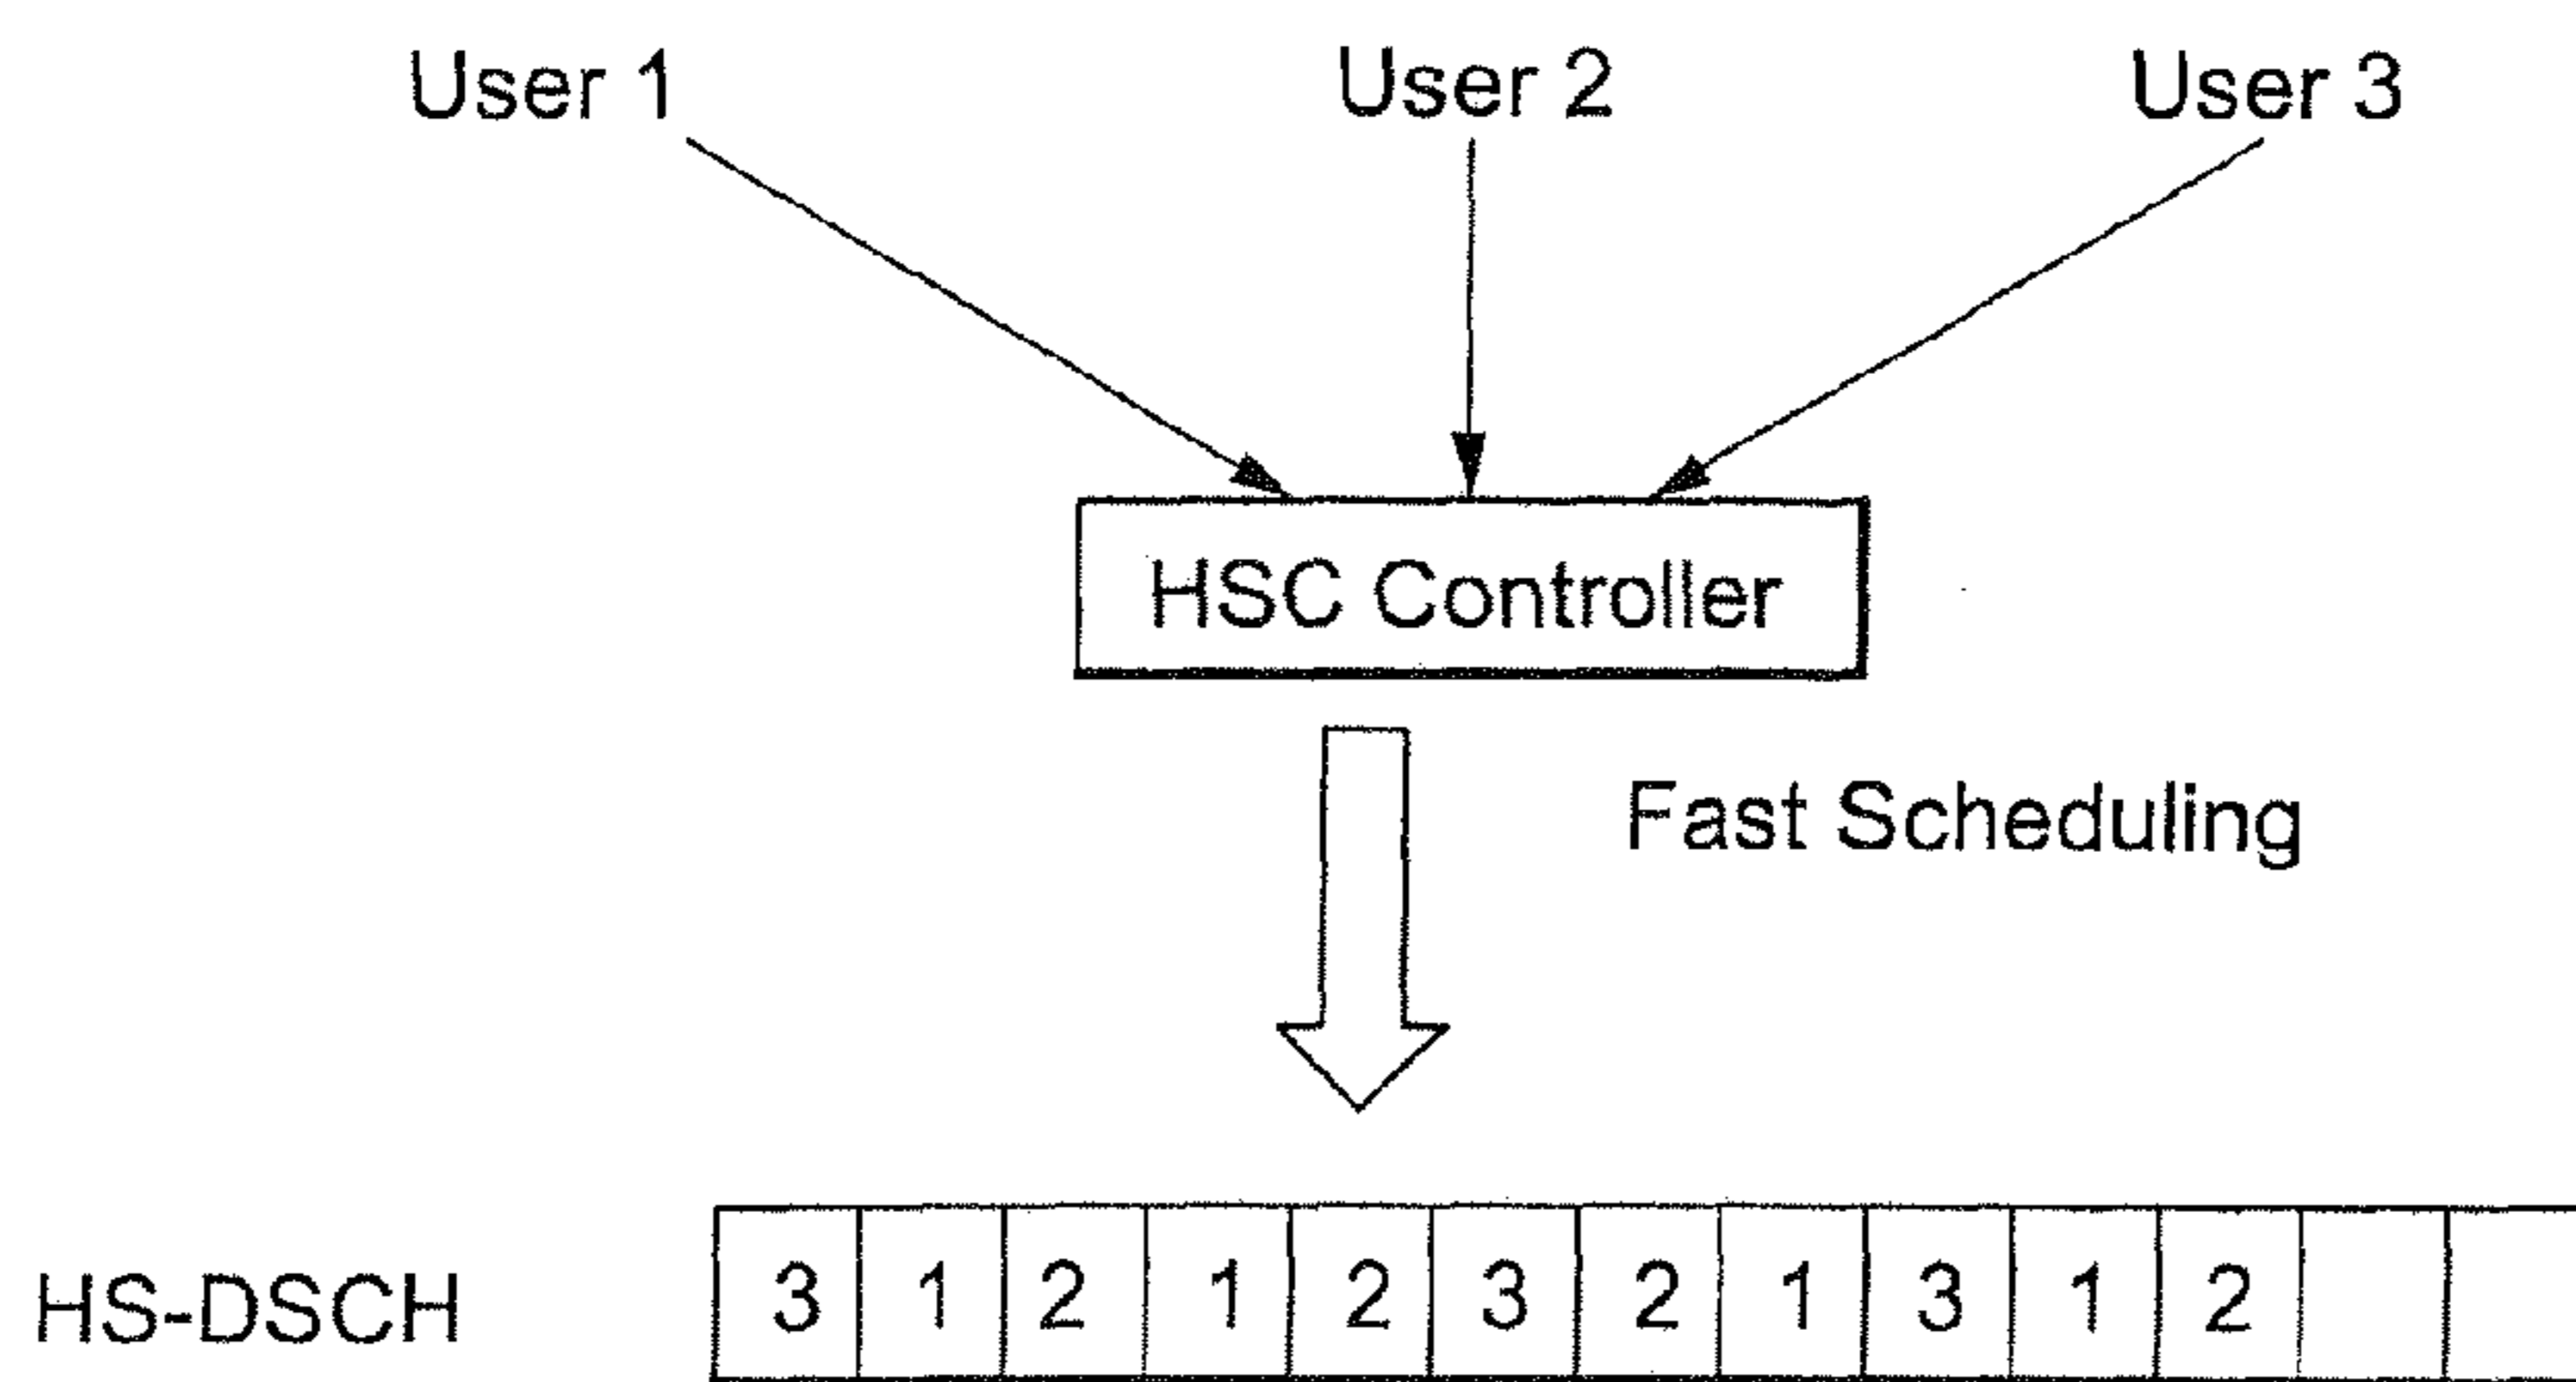 User 1 User 2 User 3
HSC Controller
Fast Scheduling
HS-DSCH 3 1 2 1 2 3 2 1 3 1 2